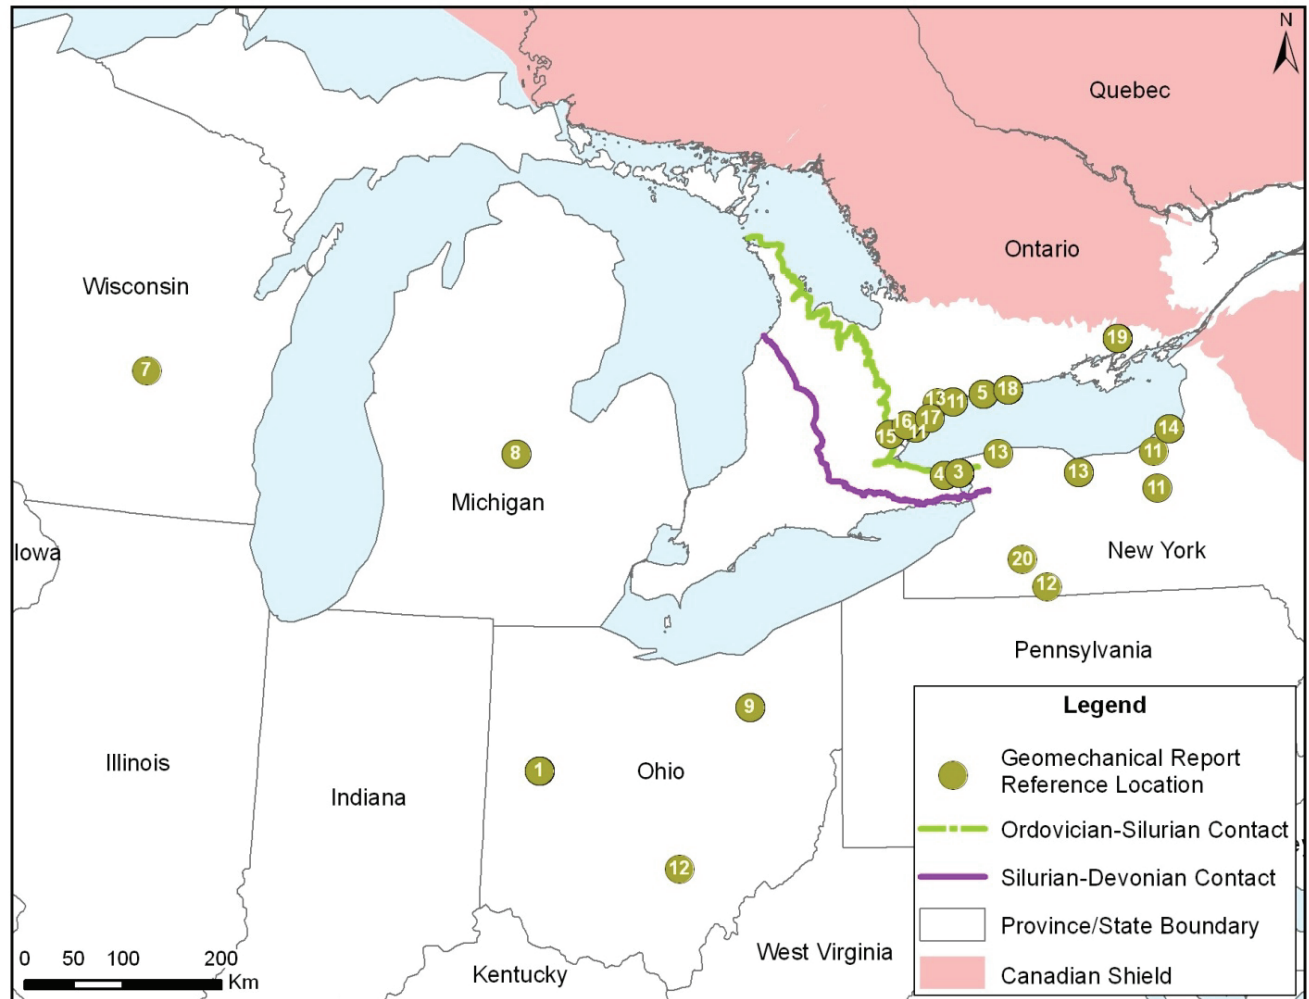 N
Quebec
Ontario
Wisconsin
19
7
5
18
13
11
16
17
15
11
14
8
13
11
4
3
13
11
Michigan
Iowa
New York
20
12
Pennsylvania
9
Legend
Illinois
1
Ohio
Geomechanical Report
Reference Location
Indiana
Ordovician-Silurian Contact
12
Silurian-Devonian Contact
Province/State Boundary
West Virginia
0 50 100 200
Km
Kentucky
Canadian Shield